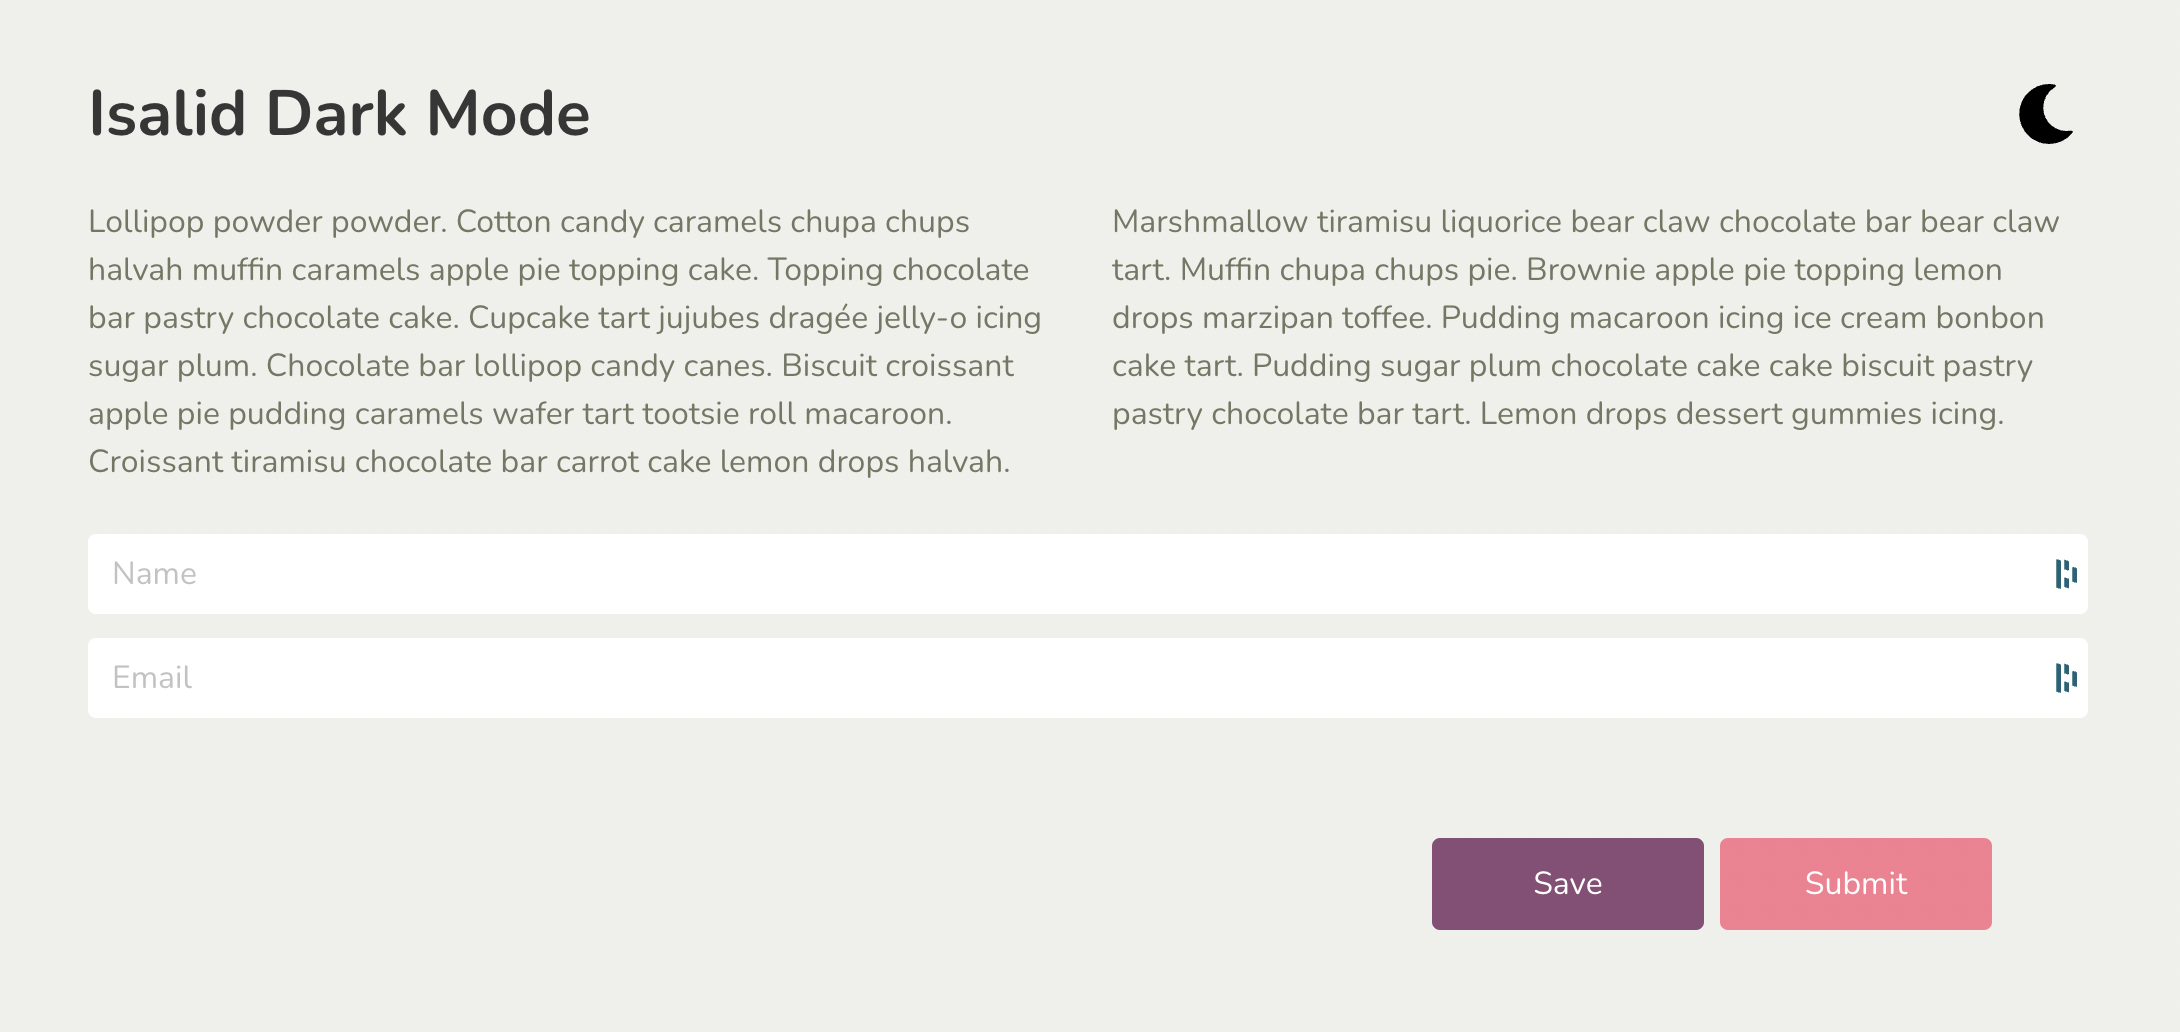 Isalid Dark Mode
Lollipop powder powder. Cotton candy caramels chupa chups
halvah muffin caramels apple pie topping cake. Topping chocolate
bar pastry chocolate cake. Cupcake tart jujubes dragée jelly-o icing
sugar plum. Chocolate bar lollipop candy canes. Biscuit croissant
apple pie pudding caramels wafer tart tootsie roll macaroon.
Croissant tiramisu chocolate bar carrot cake lemon drops halvah.
Marshmallow tiramisu liquorice bear claw chocolate bar bear claw
tart. Muffin chupa chups pie. Brownie apple pie topping lemon
drops marzipan toffee. Pudding macaroon icing ice cream bonbon
cake tart. Pudding sugar plum chocolate cake cake biscuit pastry
pastry chocolate bar tart. Lemon drops dessert gummies icing.
Name
Email
Save
Submit